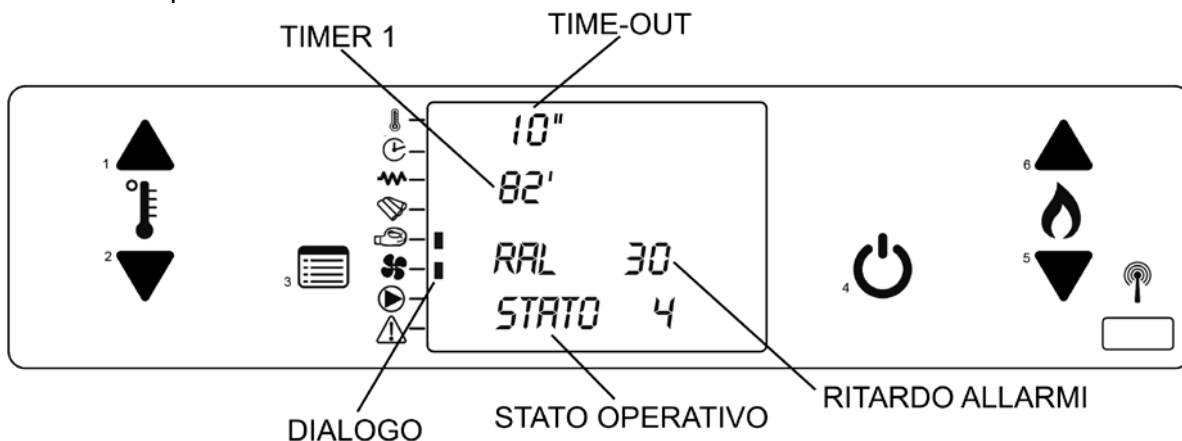 TIMER 1
TIME-OUT
10"
82'
RAL 30
STATO 4
1
2
3
4
6
5
DIALOGO
STATO OPERATIVO
RITARDO ALLARMI